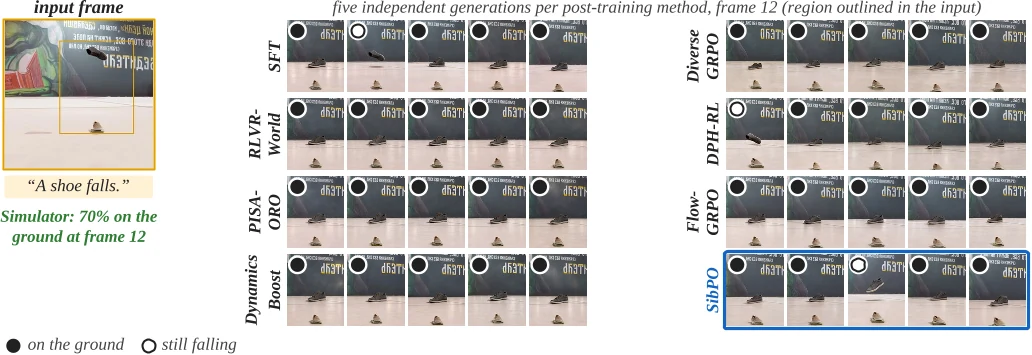 input frame
five independent generations per post-training method, frame 12 (region outlined in the input)
"A shoe falls."
Simulator: 70% on the
ground at frame 12
SFT
RLVR-
World
PISA-
ORO
Dynamics
Boost
Diverse
GRPO
DPH-RL
Flow-
GRPO
SibPO
on the ground
still falling